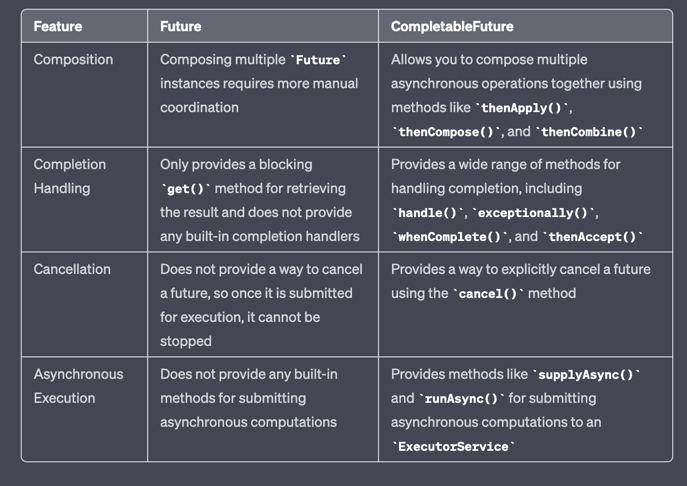 Feature Future CompletableFuture
Composition Composing multiple `Future` Allows you to compose multiple
instances requires more manual asynchronous operations together using
coordination methods like `thenApply()`,
`thenCompose()`, and `thenCombine()`
Completion Only provides a blocking Provides a wide range of methods for
Handling `get()` method for retrieving handling completion, including
the result and does not provide `handle()`, `exceptionally()`,
any built-in completion handlers `whenComplete()`, and `thenAccept()`
Cancellation Does not provide a way to cancel Provides a way to explicitly cancel a future
a future, so once it is submitted using the `cancel()` method
for execution, it cannot be
stopped
Asynchronous Does not provide any built-in Provides methods like `supplyAsync()`
Execution methods for submitting and `runAsync()` for submitting
asynchronous computations asynchronous computations to an
`ExecutorService`